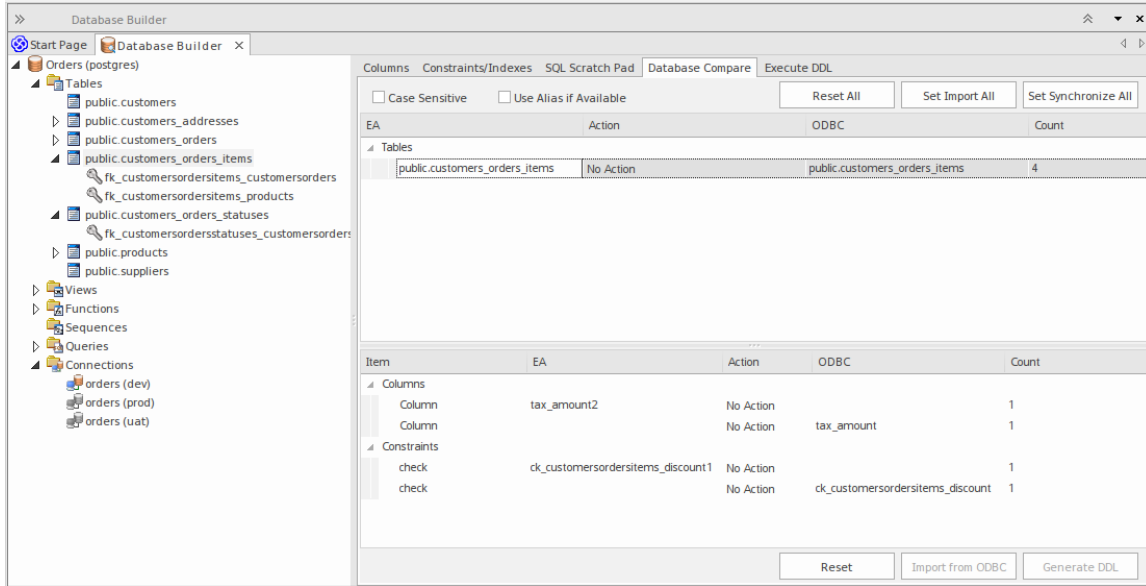 Database Builder
Start Page Database Builder
Orders (postgres)
Tables
public.customers
public.customers_addresses
public.customers_orders
public.customers_orders_items
fk_customersordersitems_customersorders
fk_customersordersitems_products
public.customers_orders_statuses
fk_customersordersstatuses_customersorders
public.products
public.suppliers
Views
Functions
Sequences
Queries
Connections
orders (dev)
orders (prod)
orders (uat)
Columns Constraints/Indexes SQL Scratch Pad Database Compare Execute DDL
Case Sensitive Use Alias if Available Reset All Set Import All Set Synchronize All
EA Action ODBC Count
Tables
public.customers_orders_items No Action public.customers_orders_items 4
Item EA Action ODBC Count
Columns
Column tax_amount2 No Action 1
Column No Action tax_amount 1
Constraints
check ck_customersordersitems_discount1 No Action 1
check No Action ck_customersordersitems_discount 1
Reset Import from ODBC Generate DDL